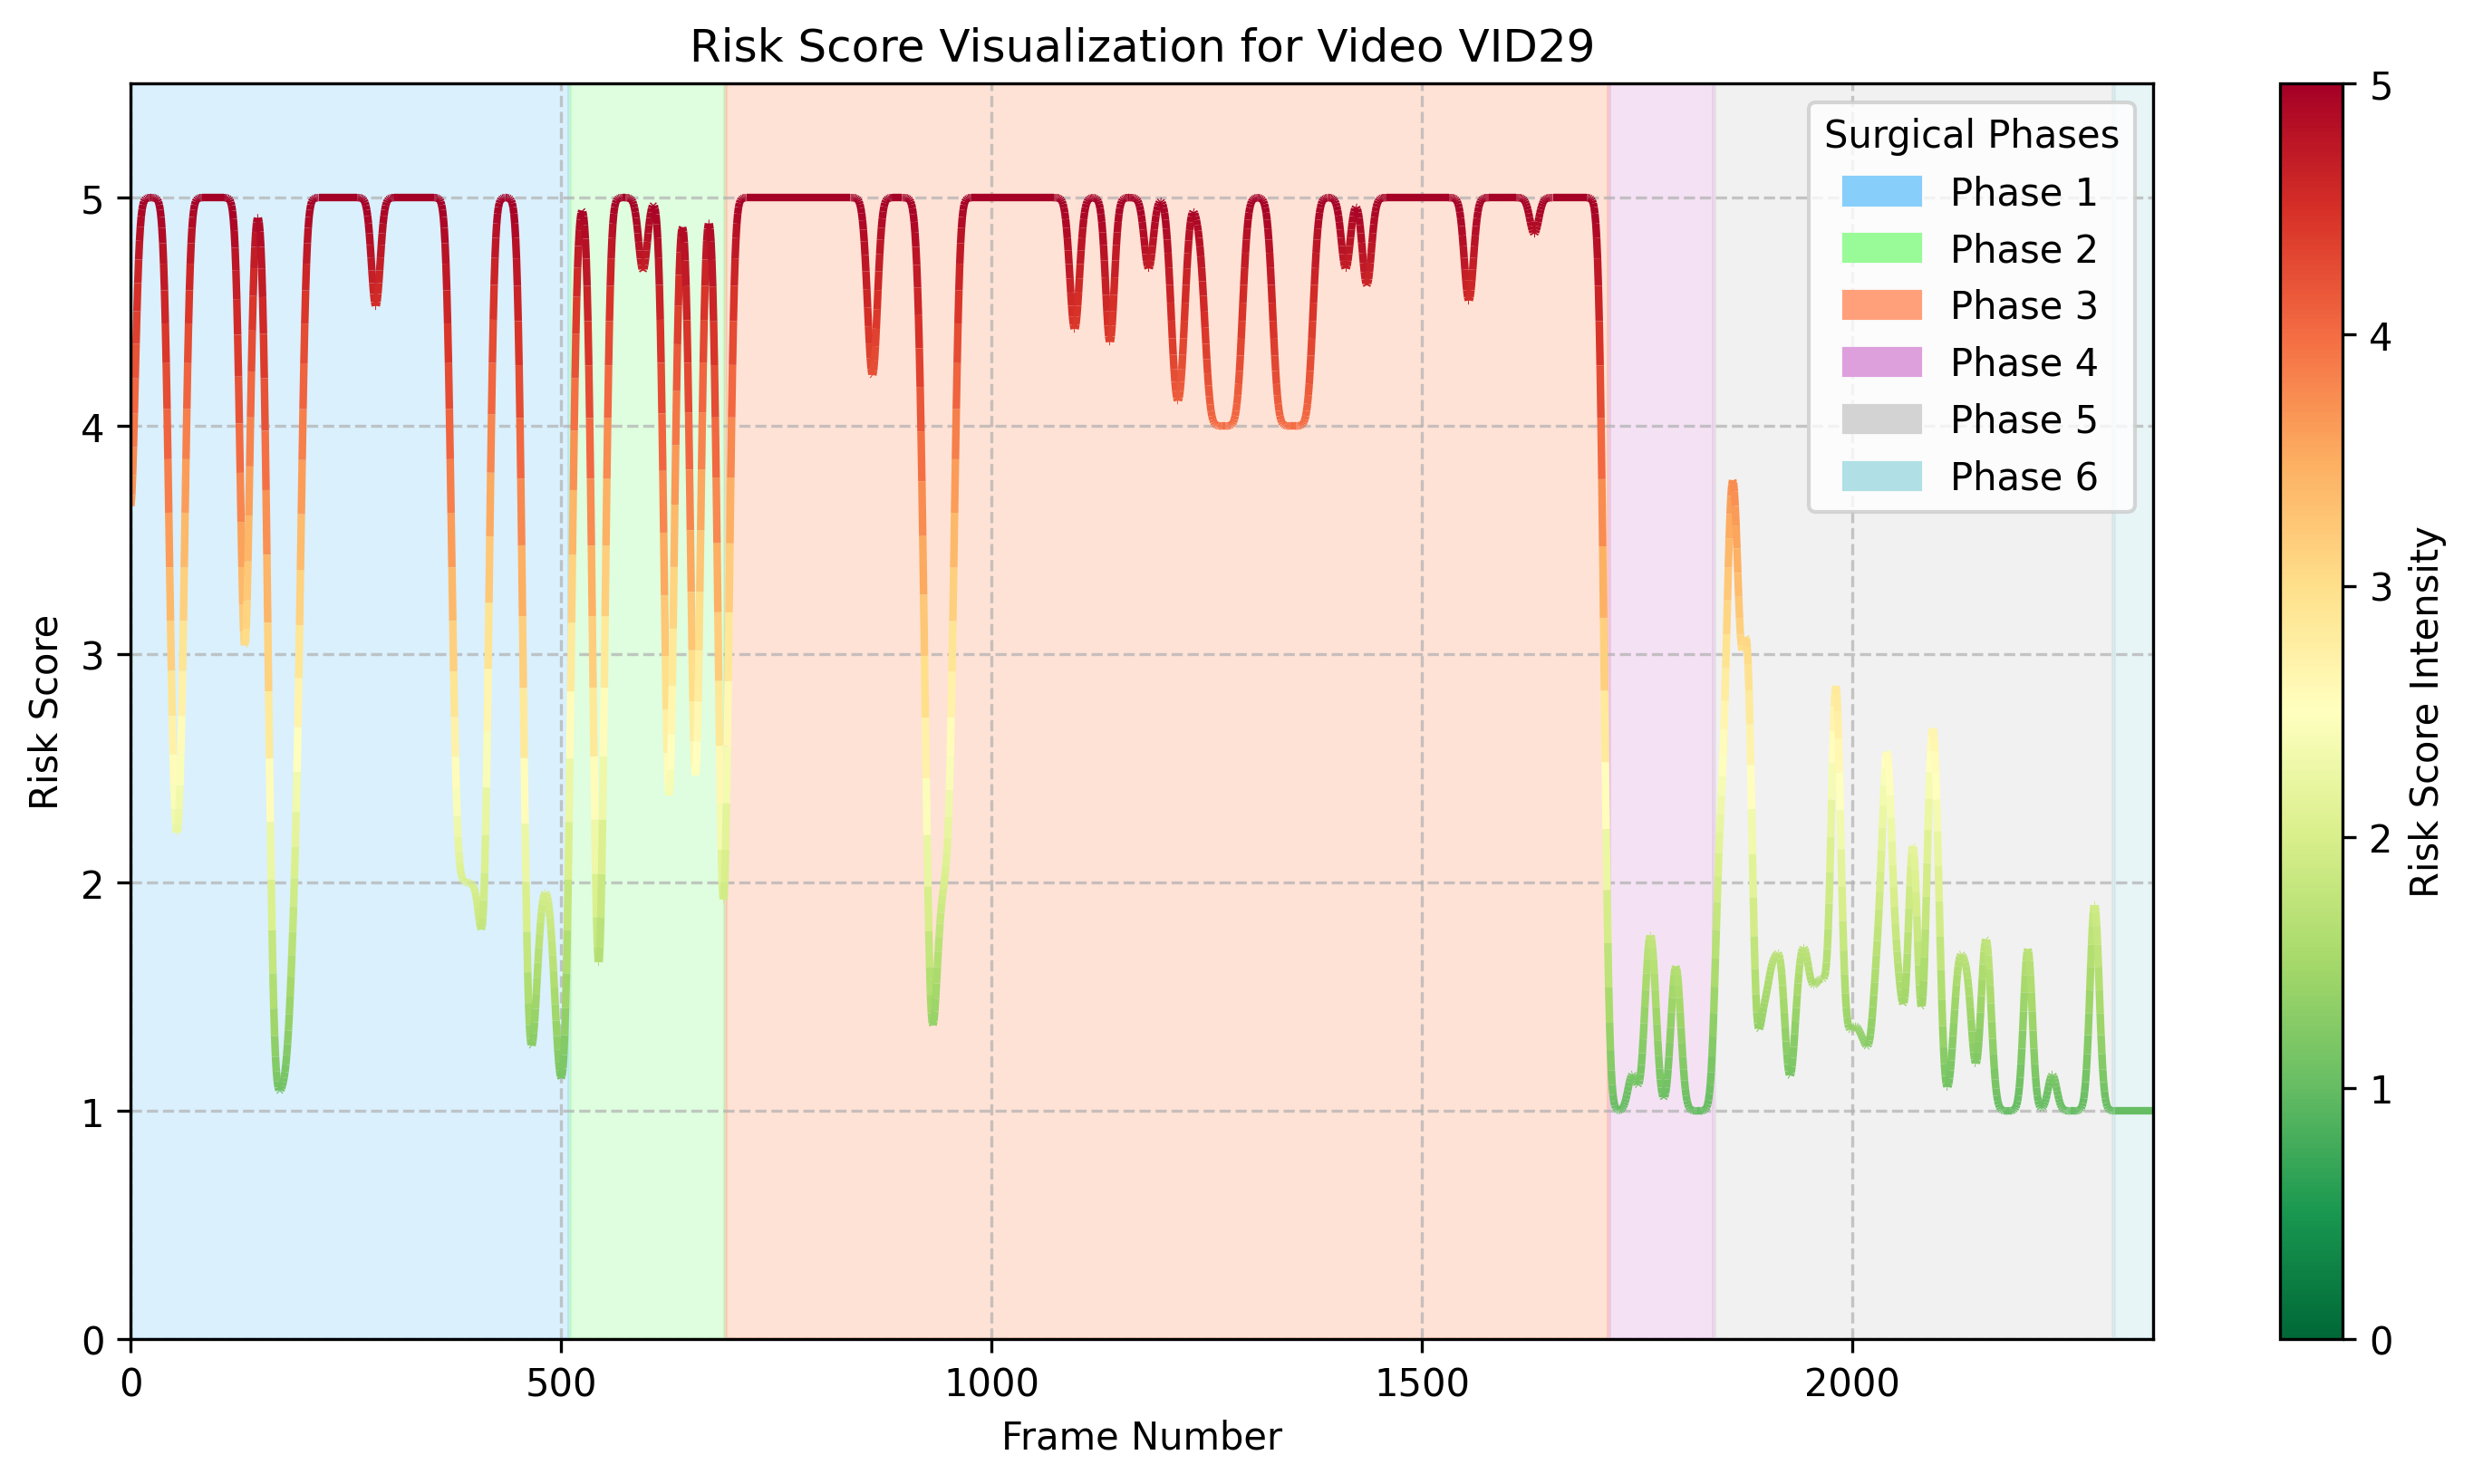 Risk Score Visualization for Video VID29
Surgical Phases
Phase 1
Phase 2
Phase 3
Phase 4
Phase 5
Phase 6
Risk Score
5
4
3
2
1
0
0
500
1000
1500
2000
Frame Number
5
4
3
2
1
0
Risk Score Intensity